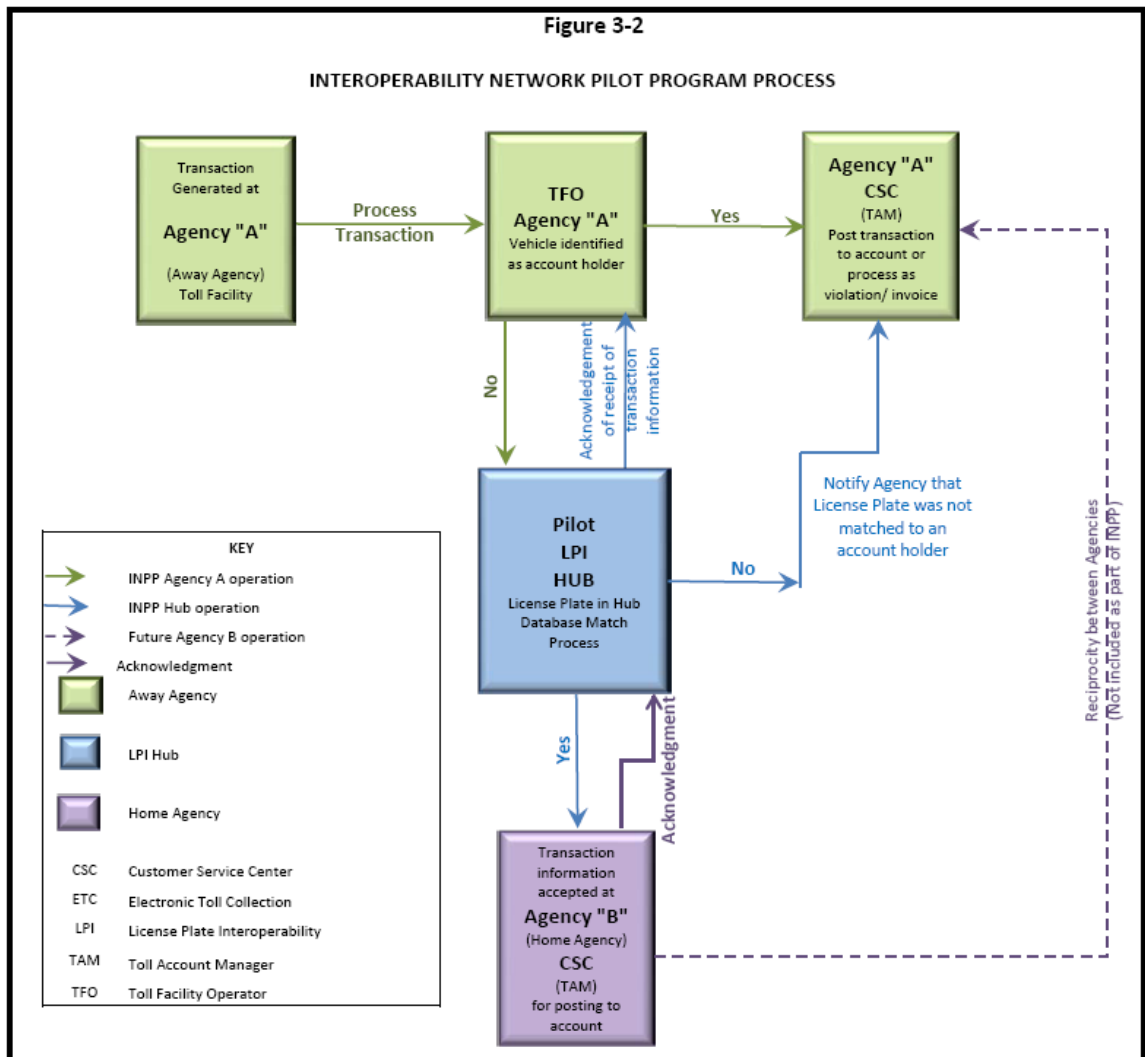 Figure 3-2
INTEROPERABILITY NETWORK PILOT PROGRAM PROCESS
Transaction
Generated at
Agency "A"
(Away Agency)
Toll Facility
Process
Transaction
TFO
Agency "A"
Vehicle identified
as account holder
Yes
Agency "A"
CSC
(TAM)
Post transaction
to account or
process as
violation/ invoice
No
Acknowledgement
of receipt of
transaction
information
Pilot
LPI
HUB
License Plate in Hub
Database Match
Process
No
Notify Agency that
License Plate was not
matched to an
account holder
Reciprocity between Agencies
(Not included as part of INPP)
Yes
Acknowledgment
Transaction
information
accepted at
Agency "B"
(Home Agency)
CSC
(TAM)
for posting to
account
KEY
INPP Agency A operation
INPP Hub operation
Future Agency B operation
Acknowledgment
Away Agency
LPI Hub
Home Agency
CSC Customer Service Center
ETC Electronic Toll Collection
LPI License Plate Interoperability
TAM Toll Account Manager
TFO Toll Facility Operator